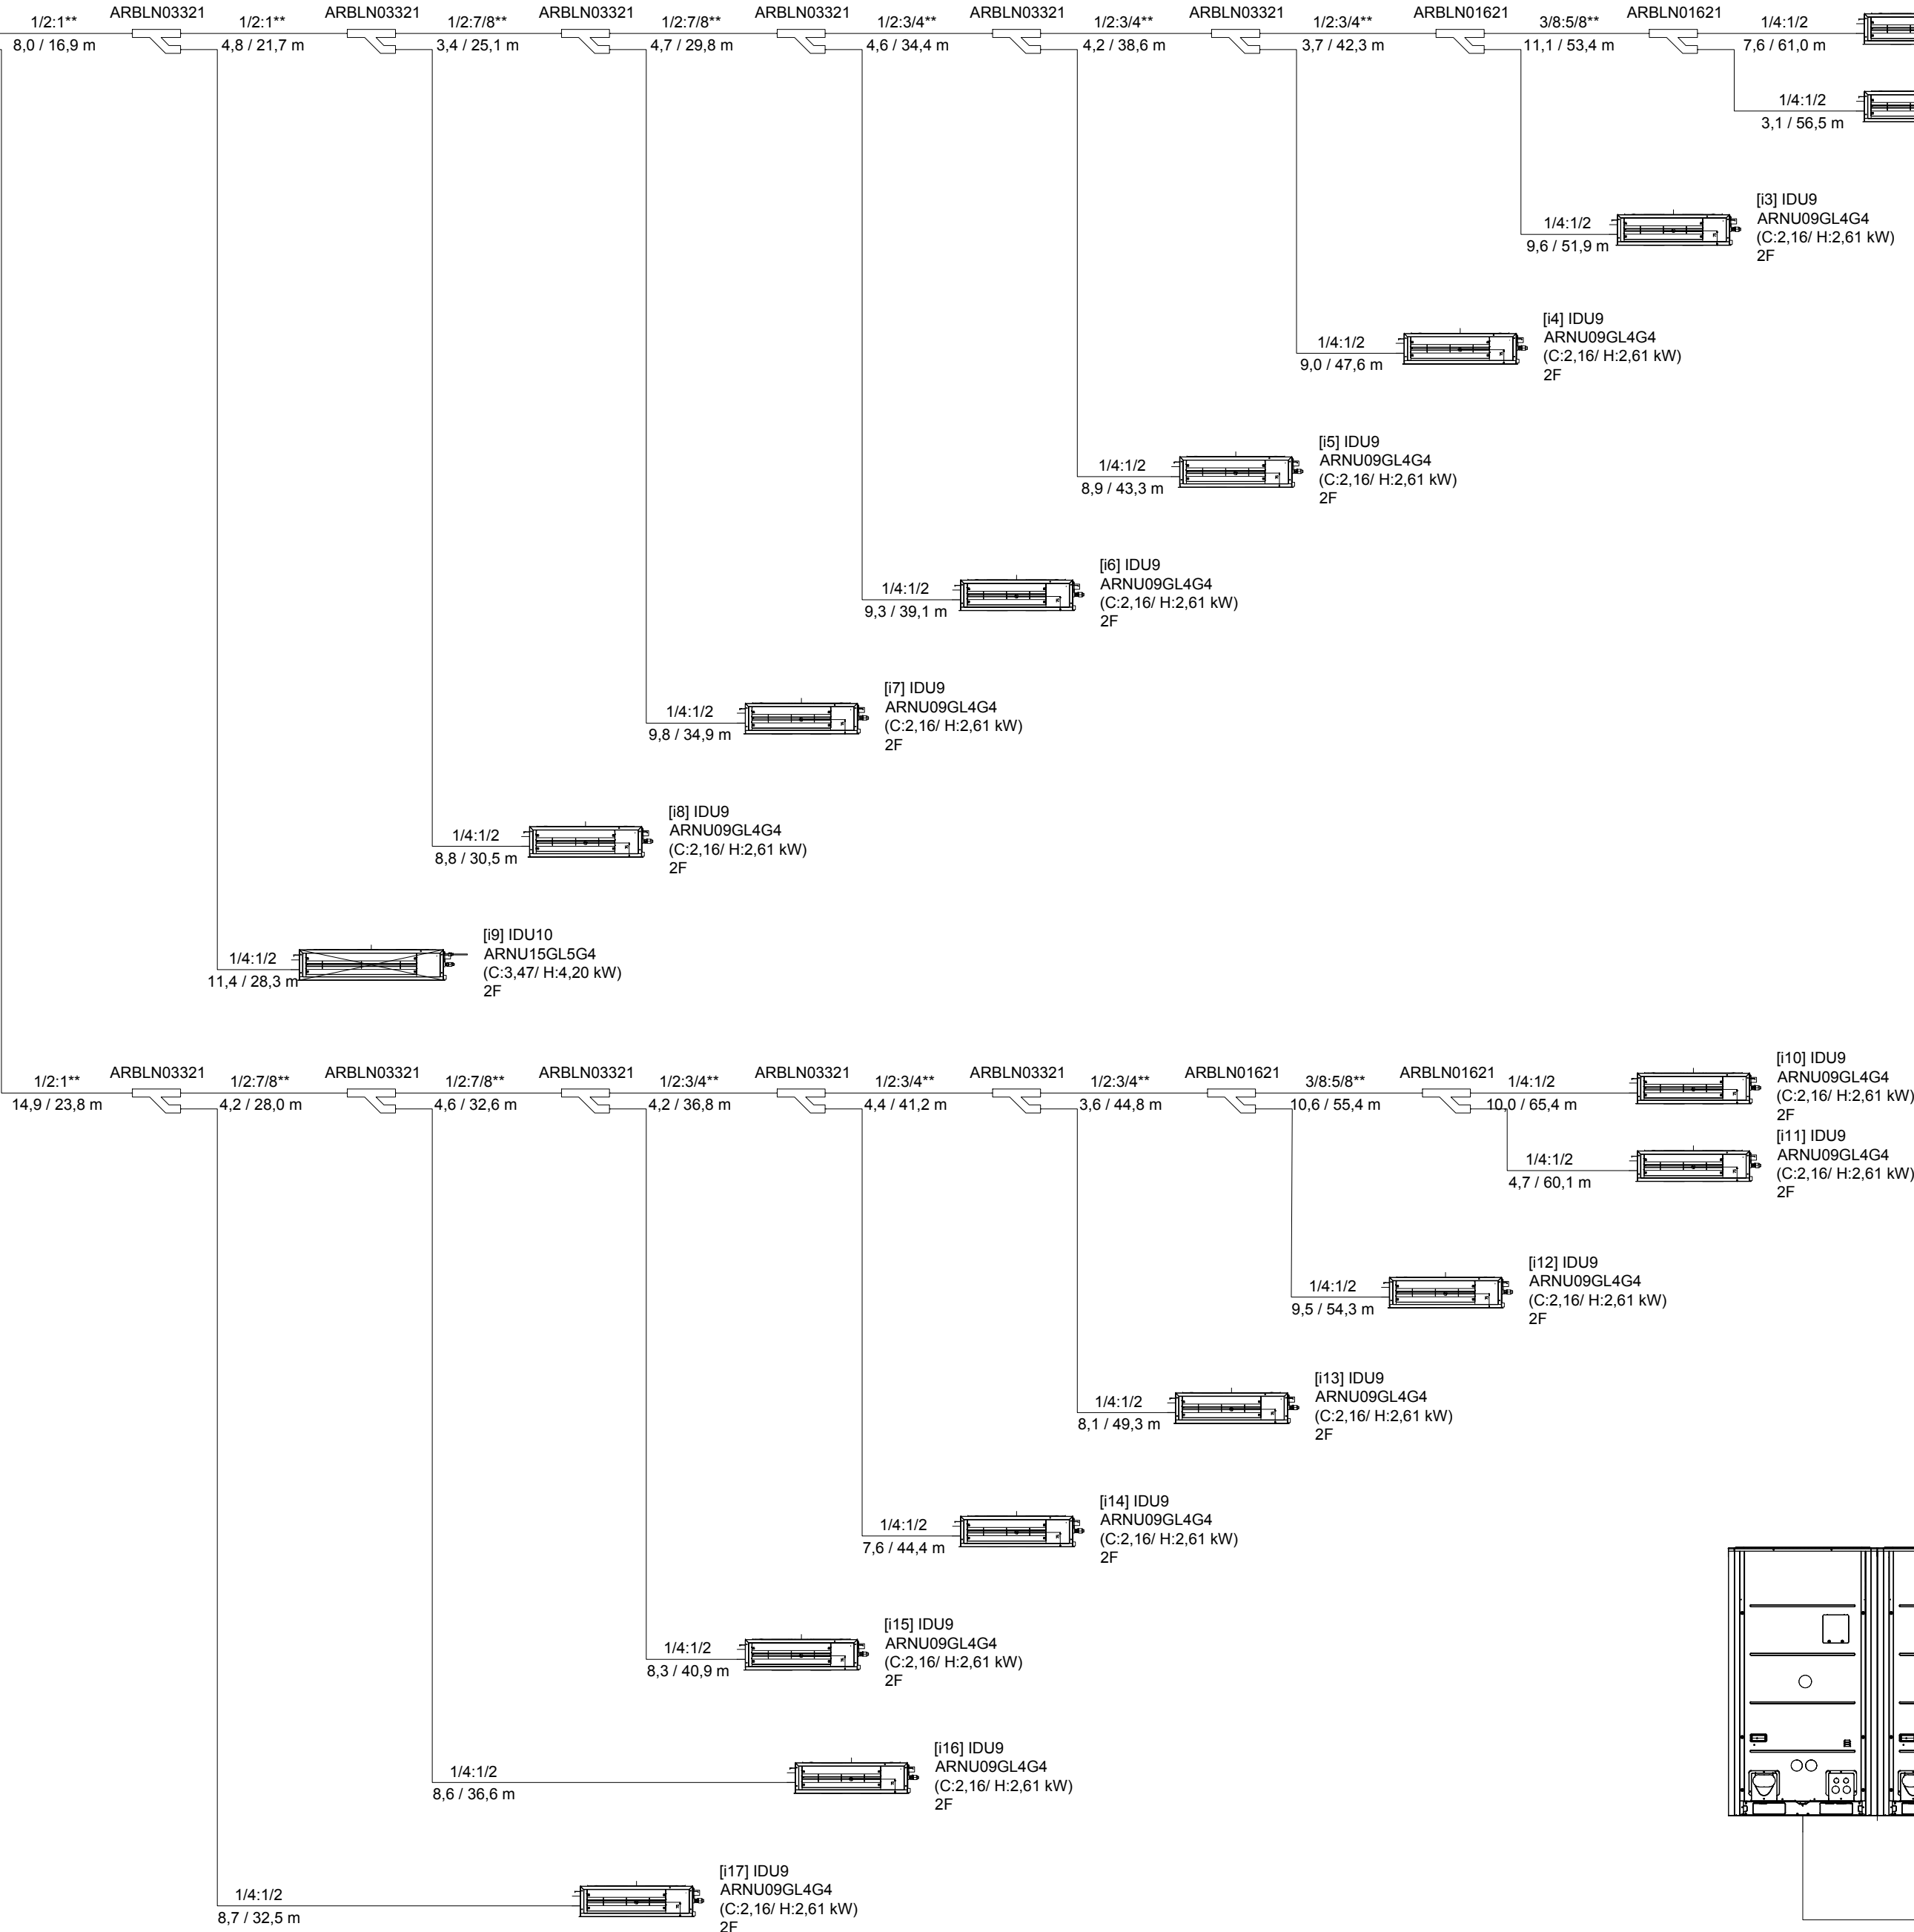 1/2:1** ARBLN03321 1/2:1** ARBLN03321 1/2:7/8** ARBLN03321 1/2:7/8** ARBLN03321 1/2:3/4** ARBLN03321 1/2:3/4** ARBLN03321 1/2:3/4** ARBLN01621 3/8:5/8** ARBLN01621 1/4:1/2
8,0 / 16,9 m 4,8 / 21,7 m 3,4 / 25,1 m 4,7 / 29,8 m 4,6 / 34,4 m 4,2 / 38,6 m 3,7 / 42,3 m 11,1 / 53,4 m 7,6 / 61,0 m
1/4:1/2
3,1 / 56,5 m
[i3] IDU9
1/4:1/2 ARNU09GL4G4
9,6 / 51,9 m (C:2,16/ H:2,61 kW)
2F
[i4] IDU9
1/4:1/2 ARNU09GL4G4
9,0 / 47,6 m (C:2,16/ H:2,61 kW)
2F
[i5] IDU9
1/4:1/2 ARNU09GL4G4
8,9 / 43,3 m (C:2,16/ H:2,61 kW)
2F
[i6] IDU9
1/4:1/2 ARNU09GL4G4
9,3 / 39,1 m (C:2,16/ H:2,61 kW)
2F
[i7] IDU9
1/4:1/2 ARNU09GL4G4
9,8 / 34,9 m (C:2,16/ H:2,61 kW)
2F
[i8] IDU9
1/4:1/2 ARNU09GL4G4
8,8 / 30,5 m (C:2,16/ H:2,61 kW)
2F
[i9] IDU10
1/4:1/2 ARNU15GL5G4
11,4 / 28,3 m (C:3,47/ H:4,20 kW)
2F
1/2:1** ARBLN03321 1/2:7/8** ARBLN03321 1/2:7/8** ARBLN03321 1/2:3/4** ARBLN03321 1/2:3/4** ARBLN03321 1/2:3/4** ARBLN01621 3/8:5/8** ARBLN01621 1/4:1/2
14,9 / 23,8 m 4,2 / 28,0 m 4,6 / 32,6 m 4,2 / 36,8 m 4,4 / 41,2 m 3,6 / 44,8 m 10,6 / 55,4 m 10,0 / 65,4 m
[i10] IDU9
ARNU09GL4G4
(C:2,16/ H:2,61 kW)
2F
[i11] IDU9
1/4:1/2 ARNU09GL4G4
4,7 / 60,1 m (C:2,16/ H:2,61 kW)
2F
[i12] IDU9
1/4:1/2 ARNU09GL4G4
9,5 / 54,3 m (C:2,16/ H:2,61 kW)
2F
[i13] IDU9
1/4:1/2 ARNU09GL4G4
8,1 / 49,3 m (C:2,16/ H:2,61 kW)
2F
[i14] IDU9
1/4:1/2 ARNU09GL4G4
7,6 / 44,4 m (C:2,16/ H:2,61 kW)
2F
[i15] IDU9
1/4:1/2 ARNU09GL4G4
8,3 / 40,9 m (C:2,16/ H:2,61 kW)
2F
[i16] IDU9
1/4:1/2 ARNU09GL4G4
8,6 / 36,6 m (C:2,16/ H:2,61 kW)
2F
[i17] IDU9
1/4:1/2 ARNU09GL4G4
8,7 / 32,5 m (C:2,16/ H:2,61 kW)
2F